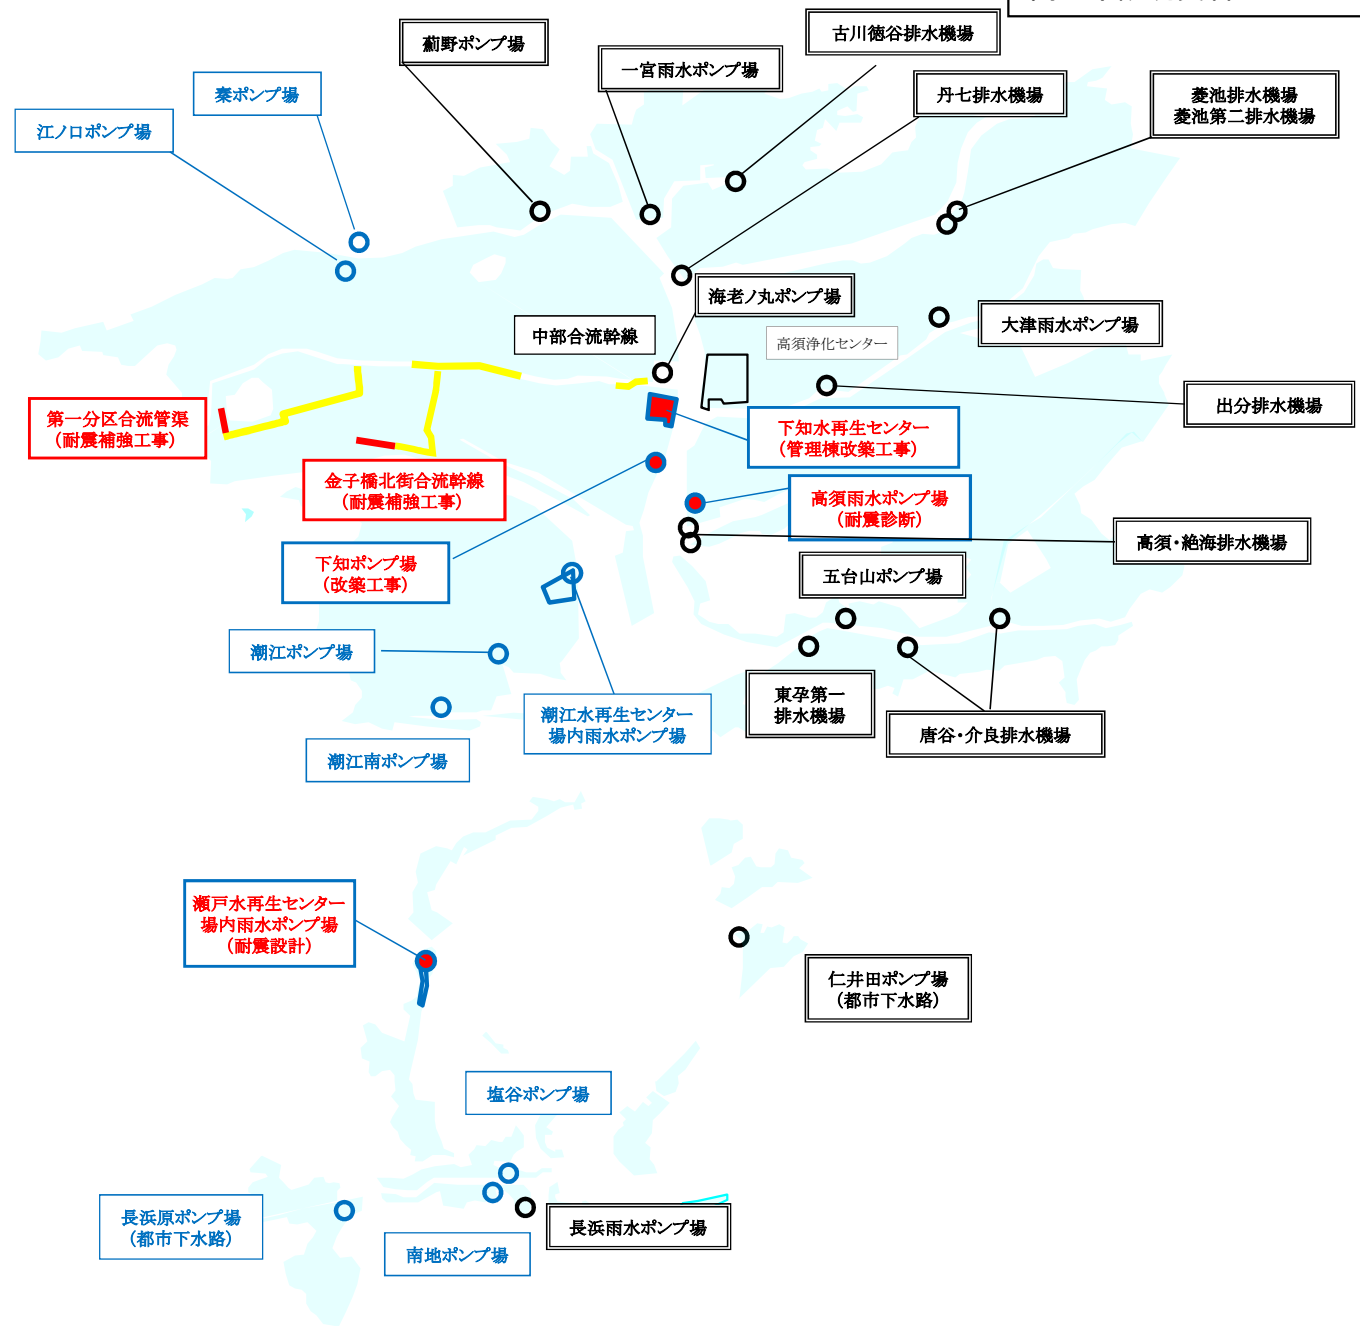 古川徳谷排水機場
薊野ポンプ場
一宮雨水ポンプ場
秦ポンプ場
丹七排水機場
菱池排水機場
菱池第二排水機場
江ノ口ポンプ場
海老ノ丸ポンプ場
中部合流幹線
高須浄化センター
大津雨水ポンプ場
出分排水機場
第一分区合流管渠
(耐震補強工事)
下知水再生センター
(管理棟改築工事)
金子橋北街合流幹線
(耐震補強工事)
高須雨水ポンプ場
(耐震診断)
高須・絶海排水機場
下知ポンプ場
(改築工事)
五台山ポンプ場
潮江ポンプ場
東孕第一
排水機場
潮江水再生センター
場内雨水ポンプ場
唐谷・介良排水機場
潮江南ポンプ場
瀬戸水再生センター
場内雨水ポンプ場
(耐震設計)
仁井田ポンプ場
(都市下水路)
塩谷ポンプ場
長浜原ポンプ場
(都市下水路)
長浜雨水ポンプ場
南地ポンプ場